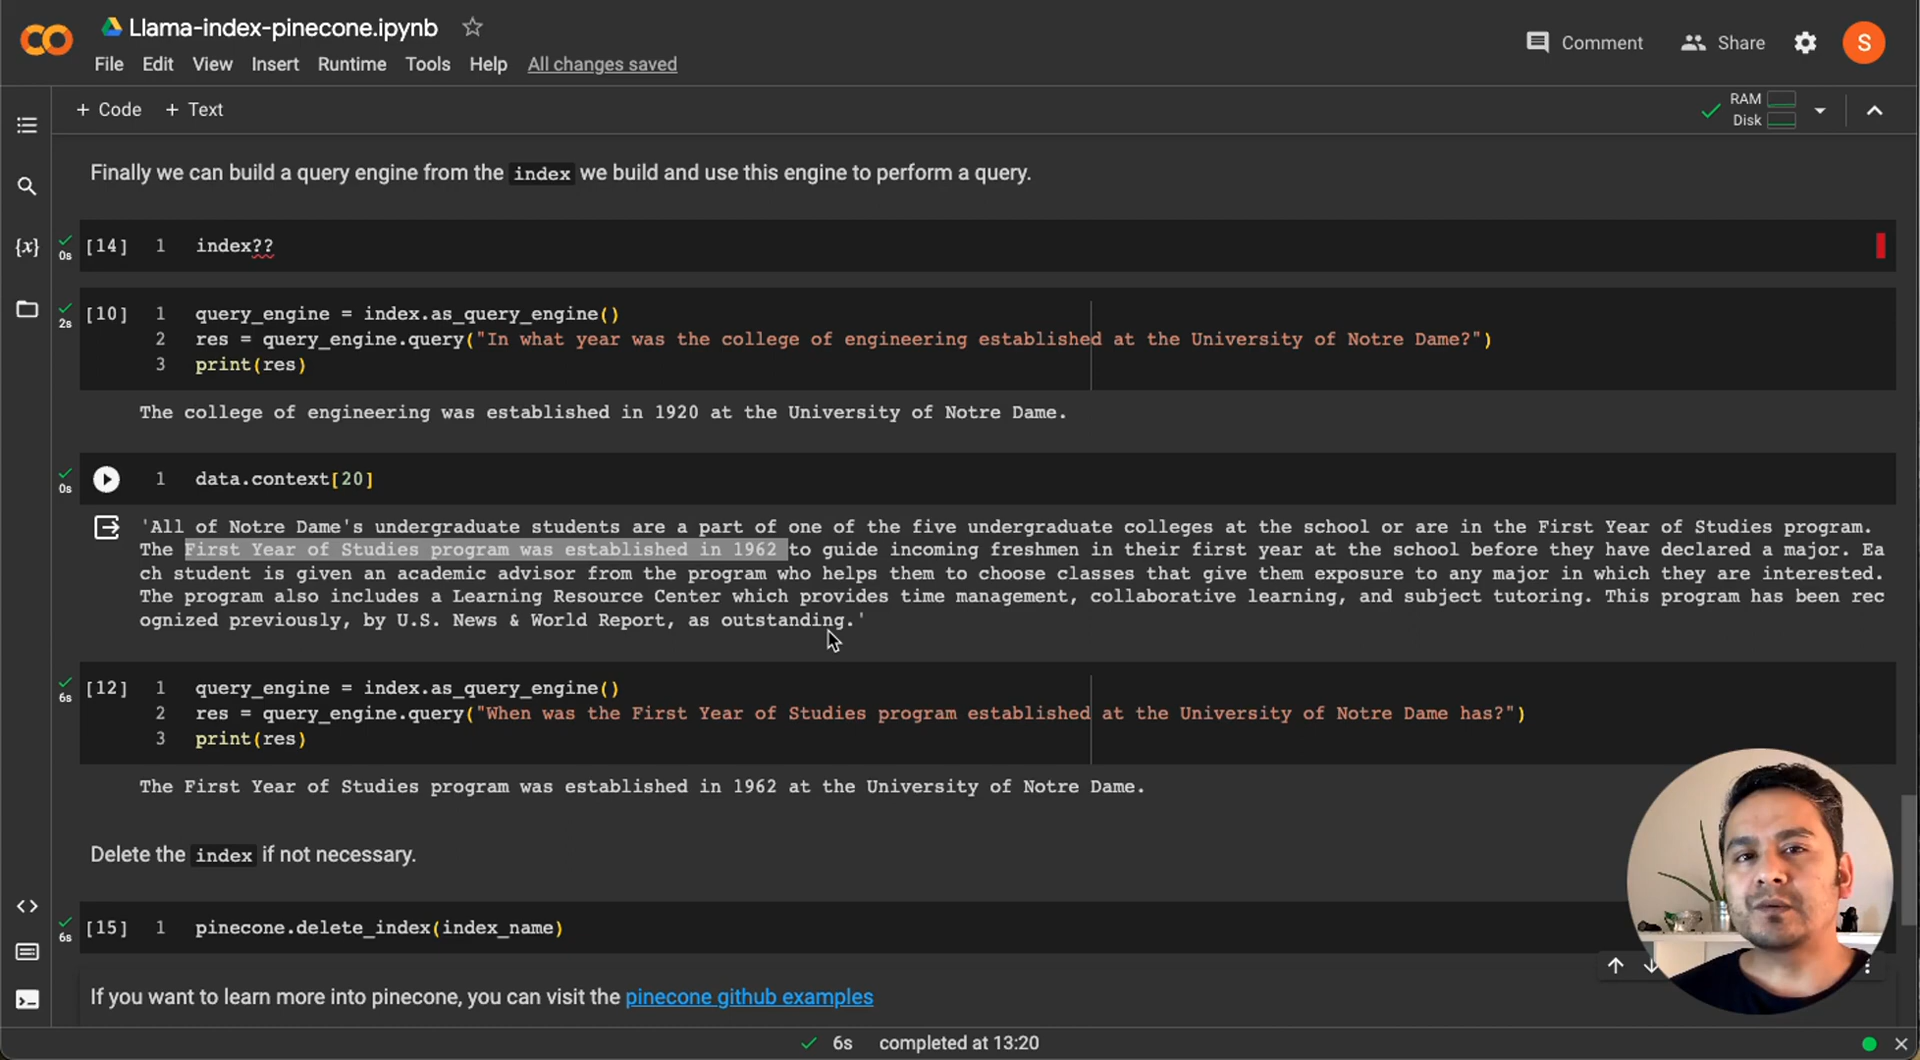 Llama-index-pinecone.ipynb
Comment
Share
S
File Edit View Insert Runtime Tools Help All changes saved
+ Code + Text
RAM
Disk
Finally we can build a query engine from the index we build and use this engine to perform a query.
0s [14] 1 index??
2s [10] 1 query_engine = index.as_query_engine()
2 res = query_engine.query("In what year was the college of engineering established at the University of Notre Dame?")
3 print(res)
The college of engineering was established in 1920 at the University of Notre Dame.
0s 1 data.context[20]
'All of Notre Dame's undergraduate students are a part of one of the five undergraduate colleges at the school or are in the First Year of Studies program.
The First Year of Studies program was established in 1962 to guide incoming freshmen in their first year at the school before they have declared a major. Ea
ch student is given an academic advisor from the program who helps them to choose classes that give them exposure to any major in which they are interested.
The program also includes a Learning Resource Center which provides time management, collaborative learning, and subject tutoring. This program has been rec
ognized previously, by U.S. News & World Report, as outstanding.'
6s [12] 1 query_engine = index.as_query_engine()
2 res = query_engine.query("When was the First Year of Studies program established at the University of Notre Dame has?")
3 print(res)
The First Year of Studies program was established in 1962 at the University of Notre Dame.
Delete the index if not necessary.
6s [15] 1 pinecone.delete_index(index_name)
If you want to learn more into pinecone, you can visit the pinecone github examples
6s completed at 13:20